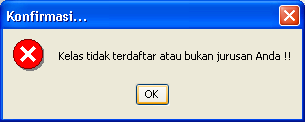 Konfirmasi...
Kelas tidak terdaftar atau bukan jurusan Anda !!
OK